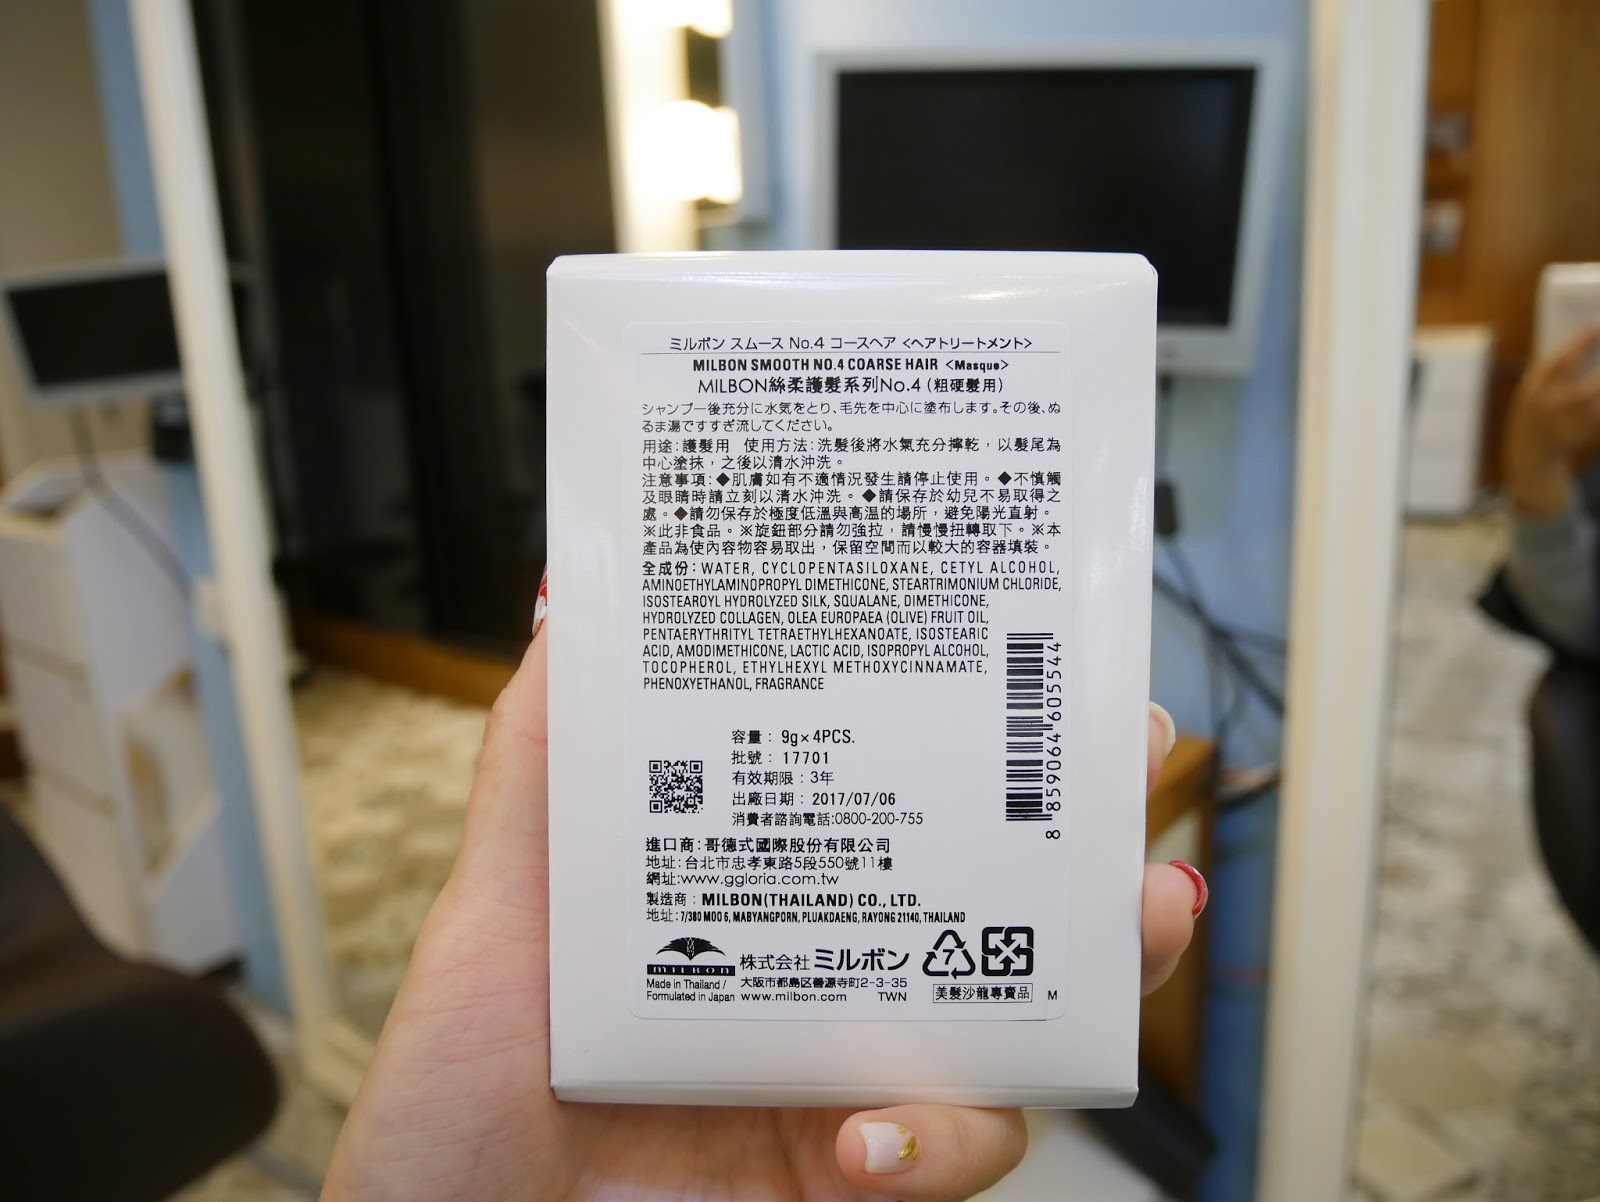 ミルボン スムース No.4 コースヘア <ヘアトリートメント>
MILBON SMOOTH NO.4 COARSE HAIR <Masque>
MILBON絲柔護髮系列No.4（粗硬髮用）
シャンプー後充分に水気をとり、毛先を中心に塗布します。その後、ぬ
るま湯ですすぎ流してください。
用途：護髮用 使用方法：洗髮後將水氣充分擰乾，以髮尾為
中心塗抹，之後以清水沖洗。
注意事項：◆肌膚如有不適情況發生請停止使用。◆不慎觸
及眼睛時請立刻以清水沖洗。◆請保存於幼兒不易取得之
處。◆請勿保存於極度低溫與高溫的場所，避免陽光直射。
※此非食品。※旋鈕部分請勿強拉，請慢慢扭轉取下。※本
產品為使內容物容易取出，保留空間而以較大的容器填裝。
全成份：WATER, CYCLOPENTASILOXANE, CETYL ALCOHOL,
AMINOETHYLAMINOPROPYL DIMETHICONE, STEARTRIMONIUM CHLORIDE,
ISOSTEAROYL HYDROLYZED SILK, SQUALANE, DIMETHICONE,
HYDROLYZED COLLAGEN, OLEA EUROPAEA (OLIVE) FRUIT OIL,
PENTAERYTHRITYL TETRAETHYLHEXANOATE, ISOSTEARIC
ACID, AMODIMETHICONE, LACTIC ACID, ISOPROPYL ALCOHOL,
TOCOPHEROL, ETHYLHEXYL METHOXYCINNAMATE,
PHENOXYETHANOL, FRAGRANCE
8 859064 605544
容量：9g×4PCS.
批號：17701
有效期限：3年
出廠日期：2017/07/06
消費者諮詢電話:0800-200-755
進口商：哥德式國際股份有限公司
地址：台北市忠孝東路5段550號11樓
網址:www.ggloria.com.tw
製造商：MILBON(THAILAND) CO., LTD.
地址：7/380 MOO 6, MABYANGPORN, PLUAKDAENG, RAYONG 21140, THAILAND
milbon
株式会社ミルボン
7
Made in Thailand /
Formulated in Japan
大阪市都島区善源寺町2-3-35
www.milbon.com TWN
美髮沙龍專賣品
M